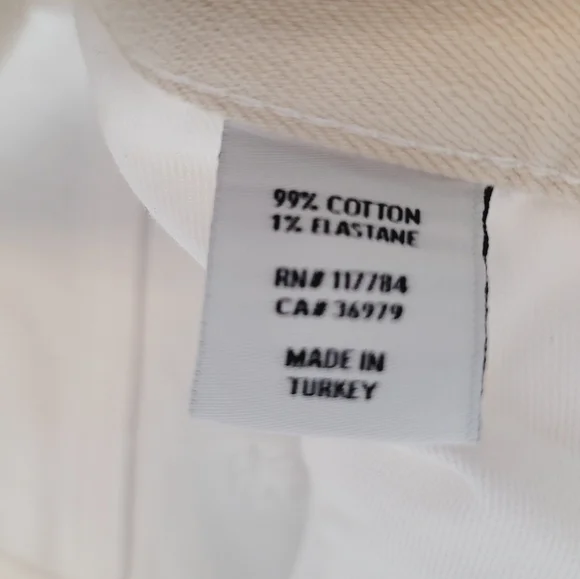 99% COTTON
1% ELASTANE
RN# 117784
CA# 36979
MADE IN
TURKEY